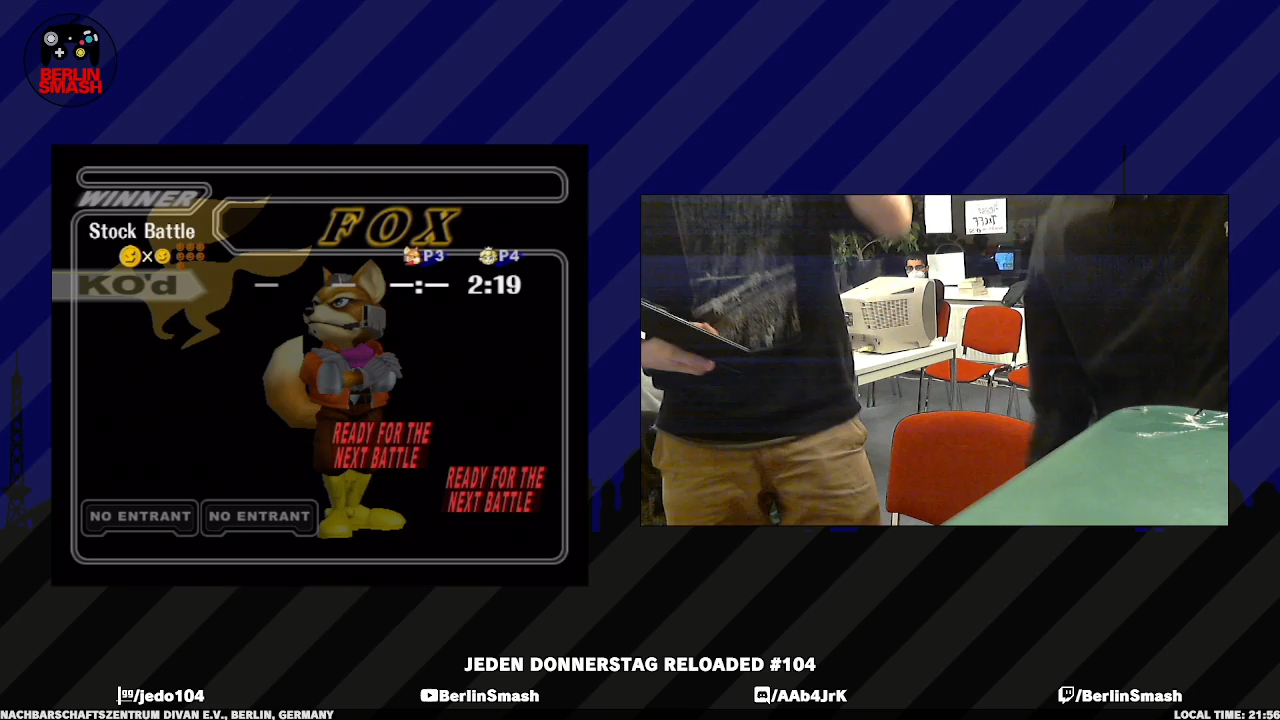 BERLIN
SMASH
WINNER
FOX
Stock Battle
P3
P4
KO'd
2:19
READY FOR THE
NEXT BATTLE
READY FOR THE
NEXT BATTLE
NO ENTRANT
NO ENTRANT
JEDEN DONNERSTAG RELOADED #104
/jedo104
BerlinSmash
/AAb4JrK
/BerlinSmash
NACHBARSCHAFTSZENTRUM DIVAN E.V., BERLIN, GERMANY
LOCAL TIME: 21:56